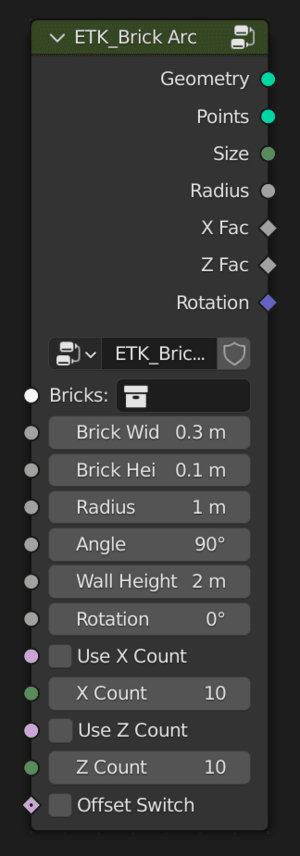 ETK_Brick Arc
Geometry
Points
Size
Radius
X Fac
Z Fac
Rotation
ETK_Bric...
Bricks:
Brick Wid 0.3 m
Brick Hei 0.1 m
Radius 1 m
Angle 90°
Wall Height 2 m
Rotation 0°
Use X Count
X Count 10
Use Z Count
Z Count 10
Offset Switch